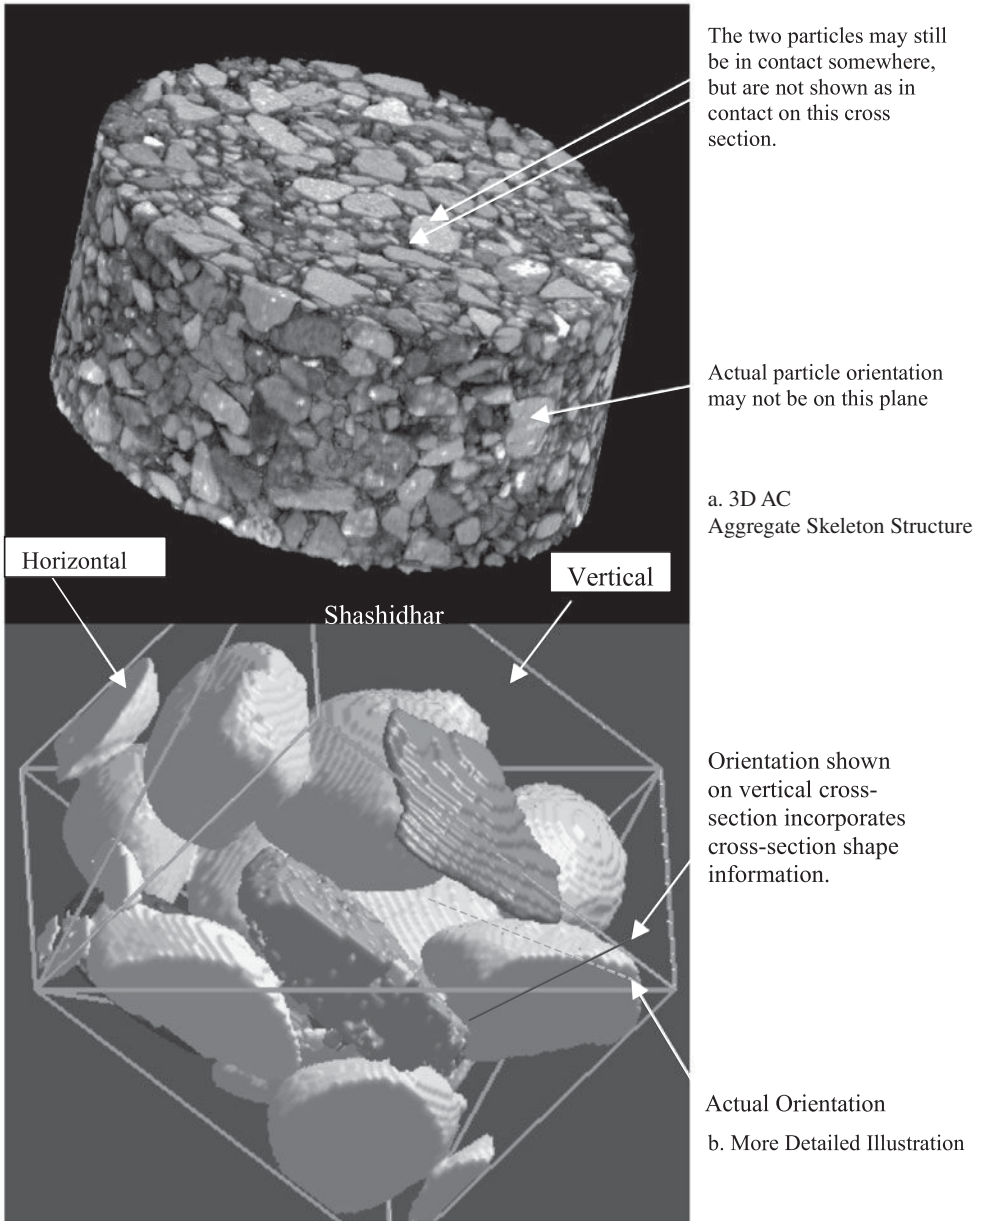 The two particles may still
be in contact somewhere,
but are not shown as in
contact on this cross
section.
Actual particle orientation
may not be on this plane
a. 3D AC
Aggregate Skeleton Structure
Horizontal
Vertical
Shashidhar
Orientation shown
on vertical cross-
section incorporates
cross-section shape
information.
Actual Orientation
b. More Detailed Illustration